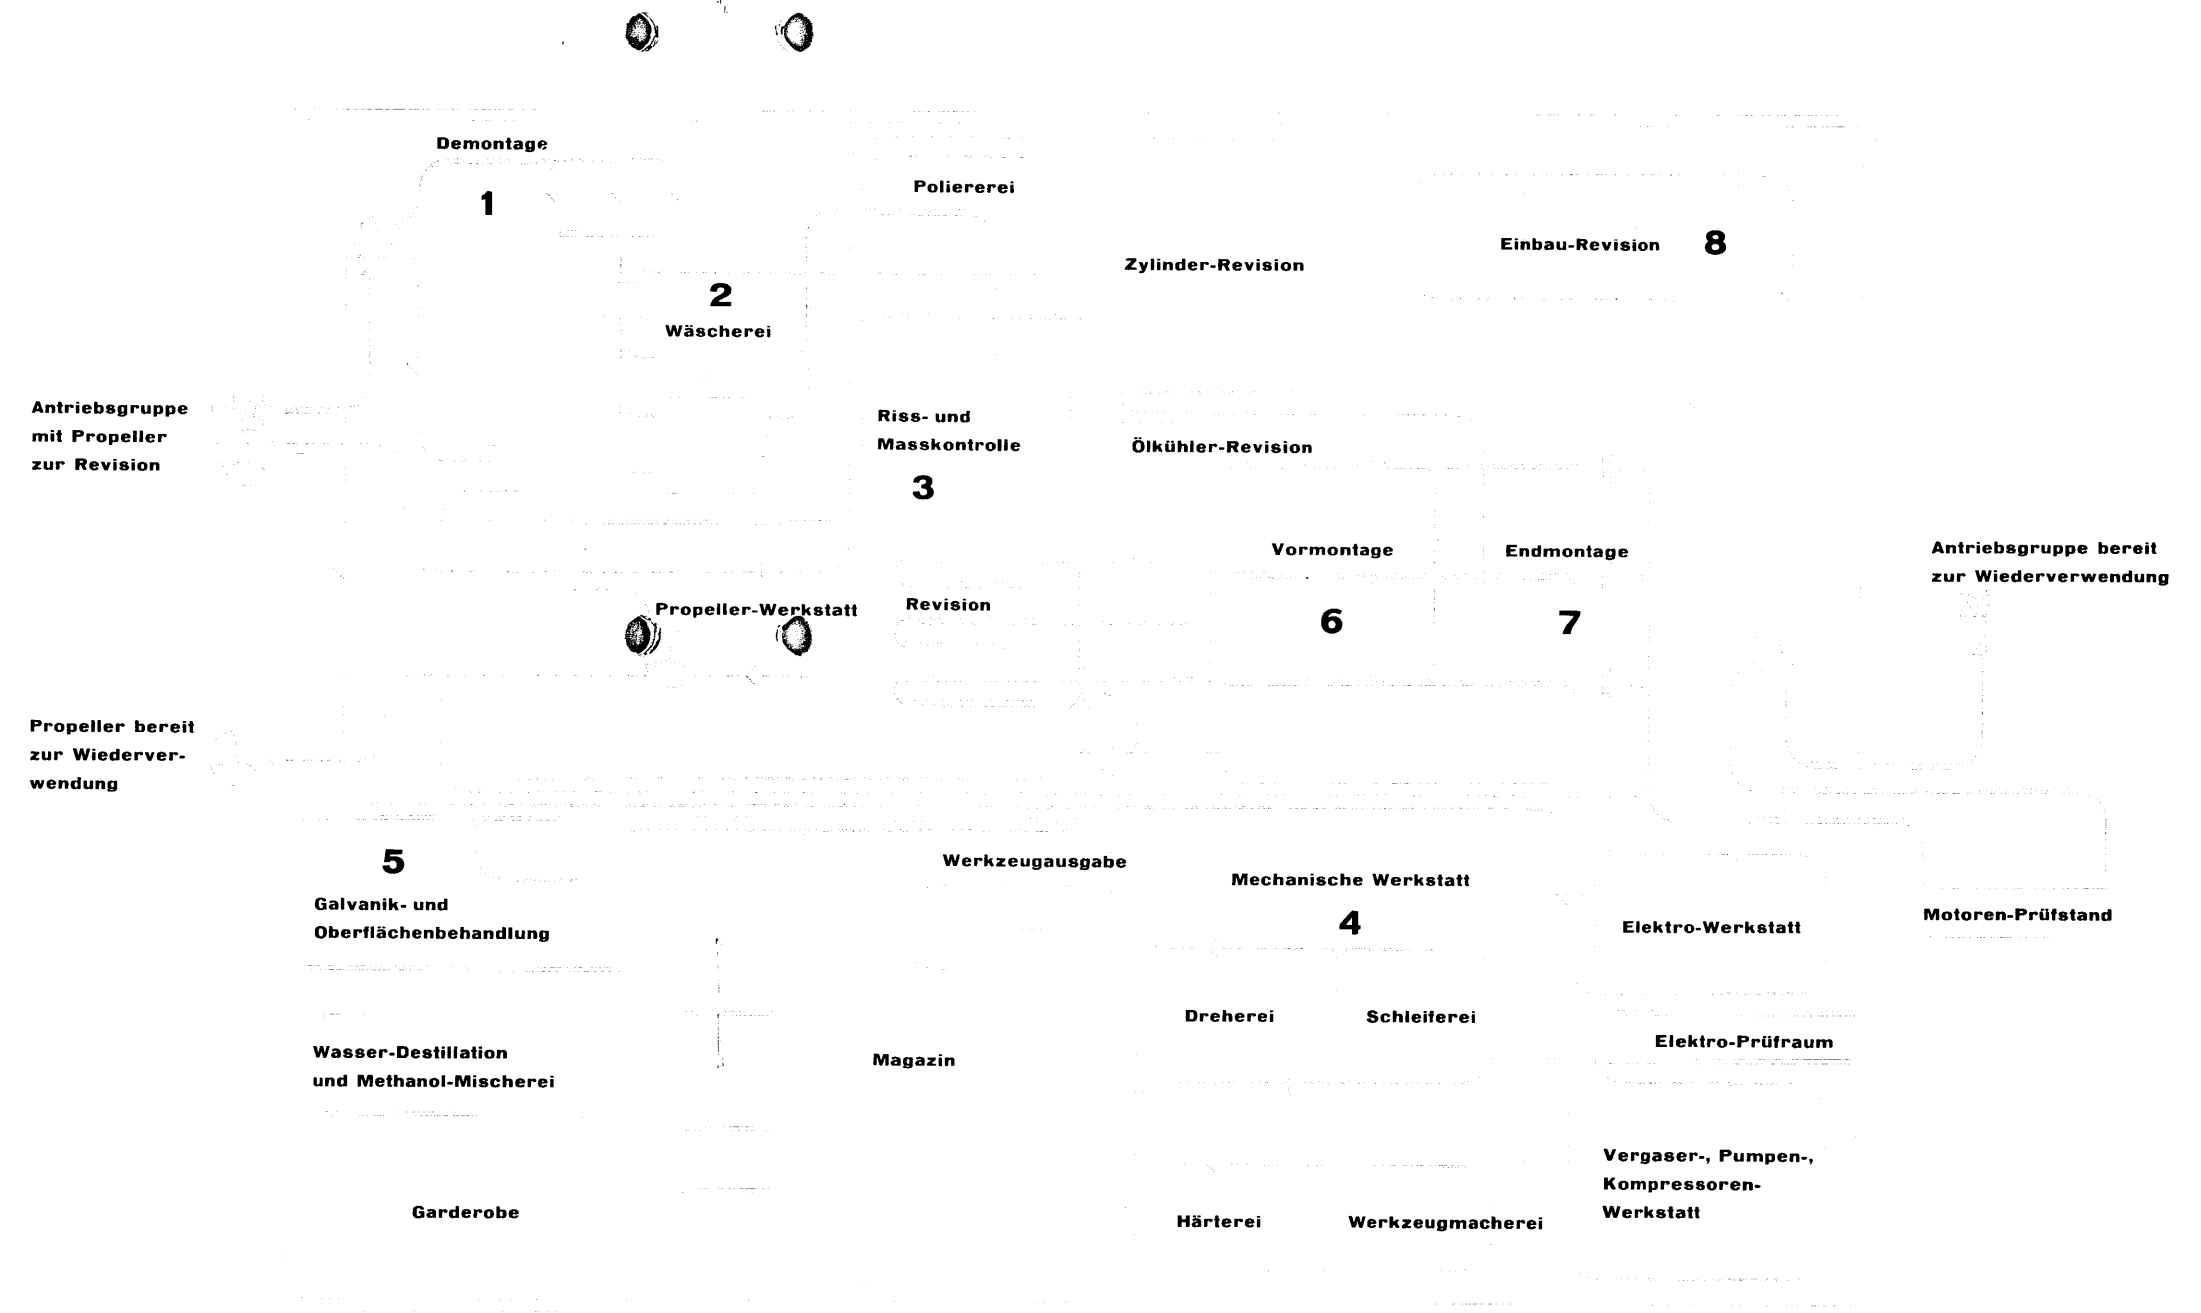 Demontage
1
Poliererei
Zylinder-Revision
Einbau-Revision 8
2
Wäscherei
Antriebsgruppe
mit Propeller
zur Revision
Riss- und
Masskontrolle
3
Ölkühler-Revision
Vormontage
6
Endmontage
7
Antriebsgruppe bereit
zur Wiederverwendung
Propeller-Werkstatt
Revision
Propeller bereit
zur Wiederver-
wendung
5
Galvanik- und
Oberflächenbehandlung
Werkzeugausgabe
Mechanische Werkstatt
4
Elektro-Werkstatt
Motoren-Prüfstand
Dreherei
Schleiferei
Elektro-Prüfraum
Wasser-Destillation
und Methanol-Mischerei
Magazin
Vergaser-, Pumpen-,
Kompressoren-
Werkstatt
Garderobe
Härterei
Werkzeugmacherei